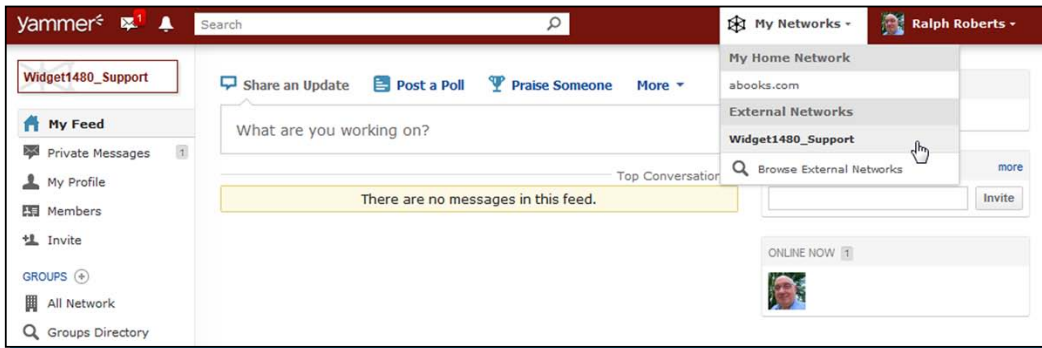 yammer 1 Search My Networks Ralph Roberts
Widget1480_Support
My Feed
Private Messages 1
My Profile
Members
Invite
GROUPS
All Network
Groups Directory
Share an Update Post a Poll Praise Someone More
What are you working on?
Top Conversation
There are no messages in this feed.
My Home Network
abooks.com
External Networks
Widget1480_Support
Browse External Networks
more
Invite
ONLINE NOW 1